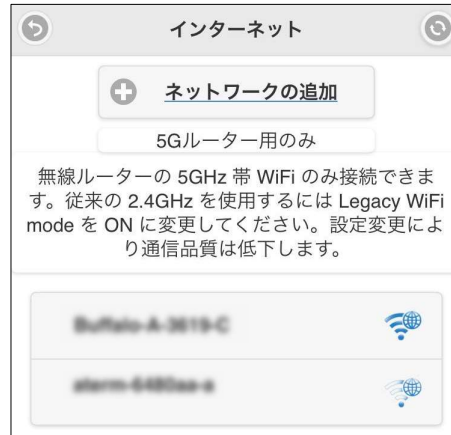 インターネット
ネットワークの追加
5Gルーター用のみ
無線ルーターの 5GHz 帯 WiFi のみ接続できま
す。従来の 2.4GHz を使用するには Legacy WiFi
mode を ON に変更してください。設定変更によ
り通信品質は低下します。